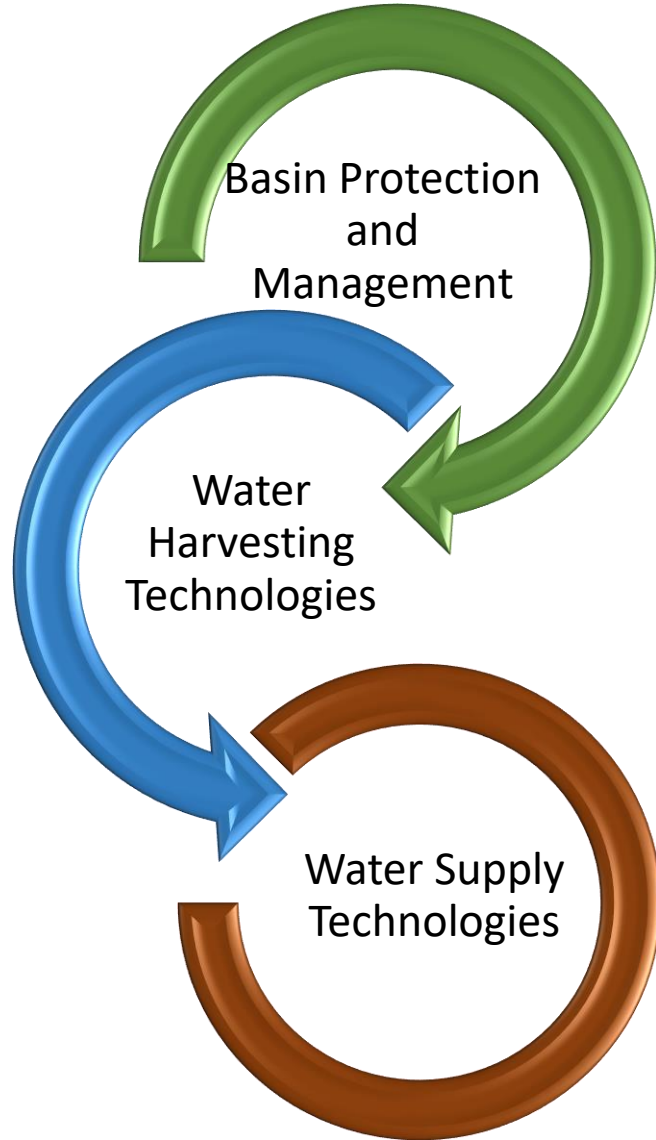 Basin Protection
and
Management
Water
Harvesting
Technologies
Water Supply
Technologies